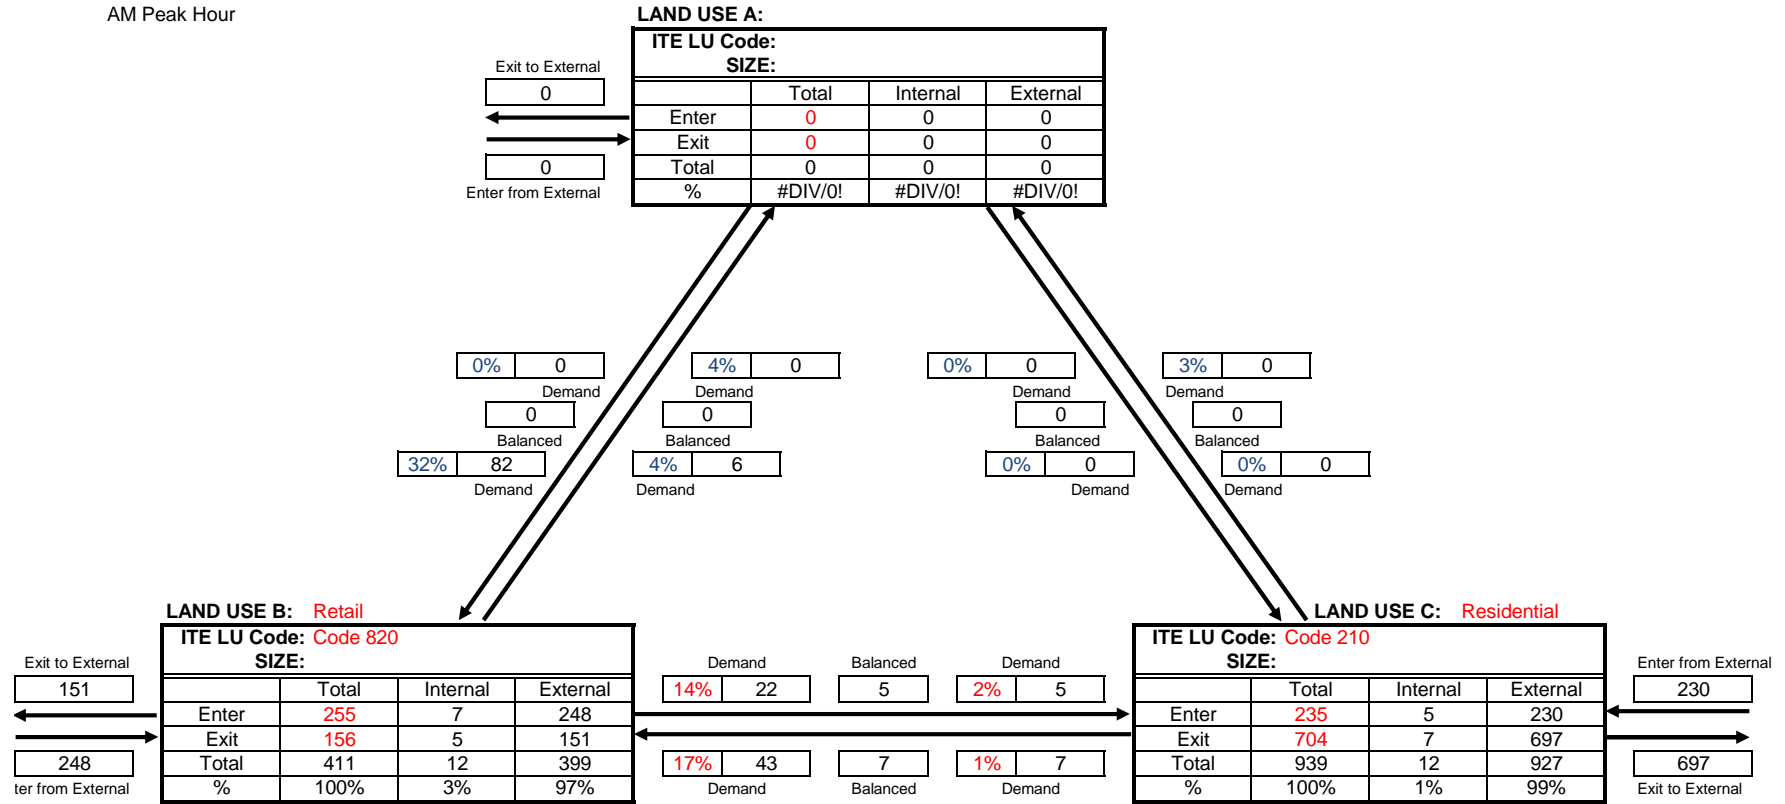 AM Peak Hour
LAND USE A:
ITE LU Code:
SIZE:
Total Internal External
Enter 0 0 0
Exit 0 0 0
Total 0 0 0
% #DIV/0! #DIV/0! #DIV/0!
Exit to External
0
0
Enter from External
0% 0
Demand
0
Balanced
32% 82
Demand
4% 0
Demand
0
Balanced
4% 6
Demand
0% 0
Demand
0
Balanced
0% 0
Demand
3% 0
Demand
0
Balanced
0% 0
Demand
LAND USE B: Retail
ITE LU Code: Code 820
SIZE:
Total Internal External
Enter 255 7 248
Exit 156 5 151
Total 411 12 399
% 100% 3% 97%
Exit to External
151
248
ter from External
Demand Balanced Demand
14% 22 5 2% 5
17% 43 7 1% 7
Demand Balanced Demand
LAND USE C: Residential
ITE LU Code: Code 210
SIZE:
Total Internal External
Enter 235 5 230
Exit 704 7 697
Total 939 12 927
% 100% 1% 99%
Enter from External
230
697
Exit to External